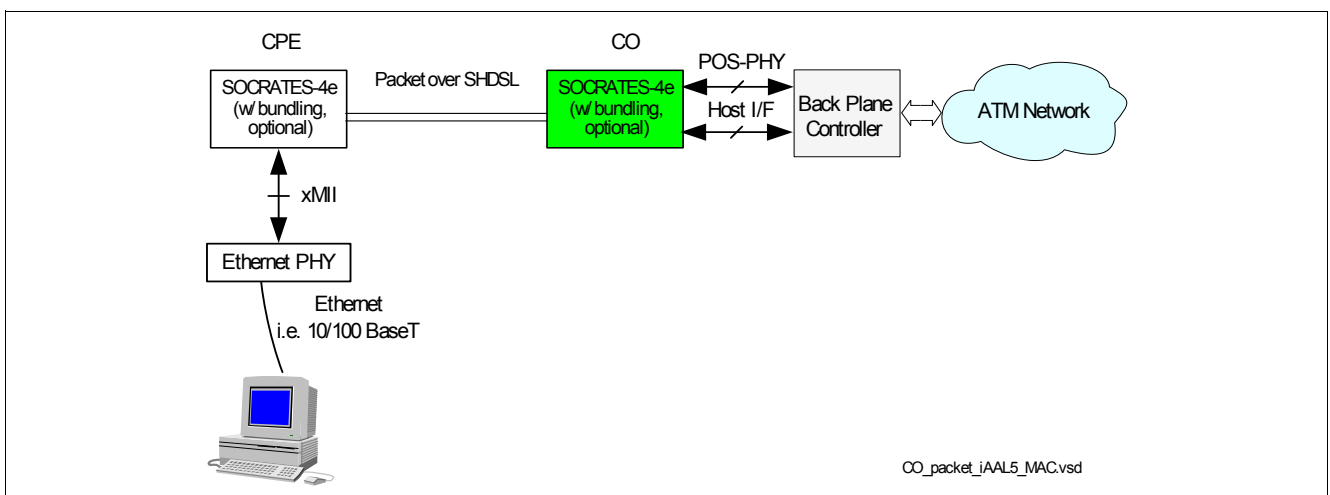 CPE
CO
SOCRATES-4e
(w/ bundling,
optional)
Packet over SHDSL
SOCRATES-4e
(w/ bundling,
optional)
POS-PHY
Host I/F
Back Plane
Controller
ATM Network
xMII
Ethernet PHY
Ethernet
i.e. 10/100 BaseT
CO_packet_iAAL5_MAC.vsd